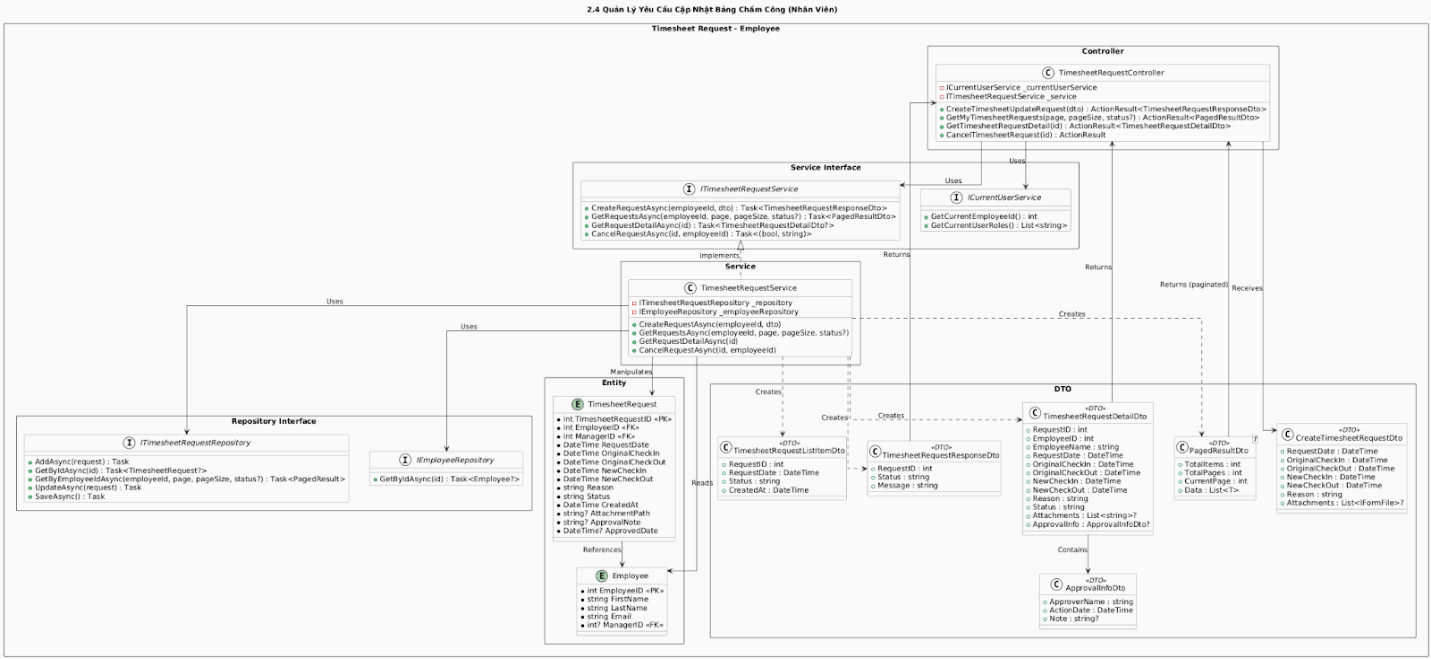 2.4 Quản Lý Yêu Cầu Cập Nhật Bảng Chấm Công (Nhân Viên)
Timesheet Request - Employee
Controller
C TimesheetRequestController
ICurrentUserService _currentUserService
ITimesheetRequestService _service
CreateTimesheetUpdateRequest(dto) : ActionResult<TimesheetRequestResponseDto>
GetMyTimesheetRequests(page, pageSize, status?) : ActionResult<PagedResultDto>
GetTimesheetRequestDetail(id) : ActionResult<TimesheetRequestDetailDto>
CancelTimesheetRequest(id) : ActionResult
Uses
Uses
Service Interface
I ITimesheetRequestService
CreateRequestAsync(employeeId, dto) : Task<TimesheetRequestResponseDto>
GetRequestsAsync(employeeId, page, pageSize, status?) : Task<PagedResultDto>
GetRequestDetailAsync(id) : Task<TimesheetRequestDetailDto?>
CancelRequestAsync(id, employeeId) : Task<(bool, string)>
I ICurrentUserService
GetCurrentEmployeeId() : int
GetCurrentUserRoles() : List<string>
Implements
Returns
Returns
Returns (paginated)
Receives
Service
C TimesheetRequestService
ITimesheetRequestRepository _repository
IEmployeeRepository _employeeRepository
CreateRequestAsync(employeeId, dto)
GetRequestsAsync(employeeId, page, pageSize, status?)
GetRequestDetailAsync(id)
CancelRequestAsync(id, employeeId)
Uses
Uses
Creates
Manipulates
Creates
Creates
Creates
Reads
Repository Interface
I ITimesheetRequestRepository
AddAsync(request) : Task
GetByIdAsync(id) : Task<TimesheetRequest?>
GetByEmployeeIdAsync(employeeId, page, pageSize, status?) : Task<PagedResult>
UpdateAsync(request) : Task
SaveAsync() : Task
I IEmployeeRepository
GetByIdAsync(id) : Task<Employee?>
Entity
E TimesheetRequest
int TimesheetRequestID «PK»
int EmployeeID «FK»
int ManagerID «FK»
DateTime RequestDate
DateTime OriginalCheckIn
DateTime OriginalCheckOut
DateTime NewCheckIn
DateTime NewCheckOut
string Reason
string Status
DateTime CreatedAt
string? AttachmentPath
string? ApprovalNote
DateTime? ApprovedDate
References
E Employee
int EmployeeID «PK»
string FirstName
string LastName
string Email
int? ManagerID «FK»
DTO
«DTO»
C TimesheetRequestListItemDto
RequestID : int
RequestDate : DateTime
Status : string
CreatedAt : DateTime
«DTO»
C TimesheetRequestResponseDto
RequestID : int
Status : string
Message : string
«DTO»
C TimesheetRequestDetailDto
RequestID : int
EmployeeID : int
EmployeeName : string
RequestDate : DateTime
OriginalCheckIn : DateTime
OriginalCheckOut : DateTime
NewCheckIn : DateTime
NewCheckOut : DateTime
Reason : string
Status : string
Attachments : List<string>?
ApprovalInfo : ApprovalInfoDto?
«DTO»
C PagedResultDto
T
TotalItems : int
TotalPages : int
CurrentPage : int
Data : List<T>
«DTO»
C CreateTimesheetRequestDto
RequestDate : DateTime
OriginalCheckIn : DateTime
OriginalCheckOut : DateTime
NewCheckIn : DateTime
NewCheckOut : DateTime
Reason : string
Attachments : List<IFormFile>?
Contains
«DTO»
C ApprovalInfoDto
ApproverName : string
ActionDate : DateTime
Note : string?